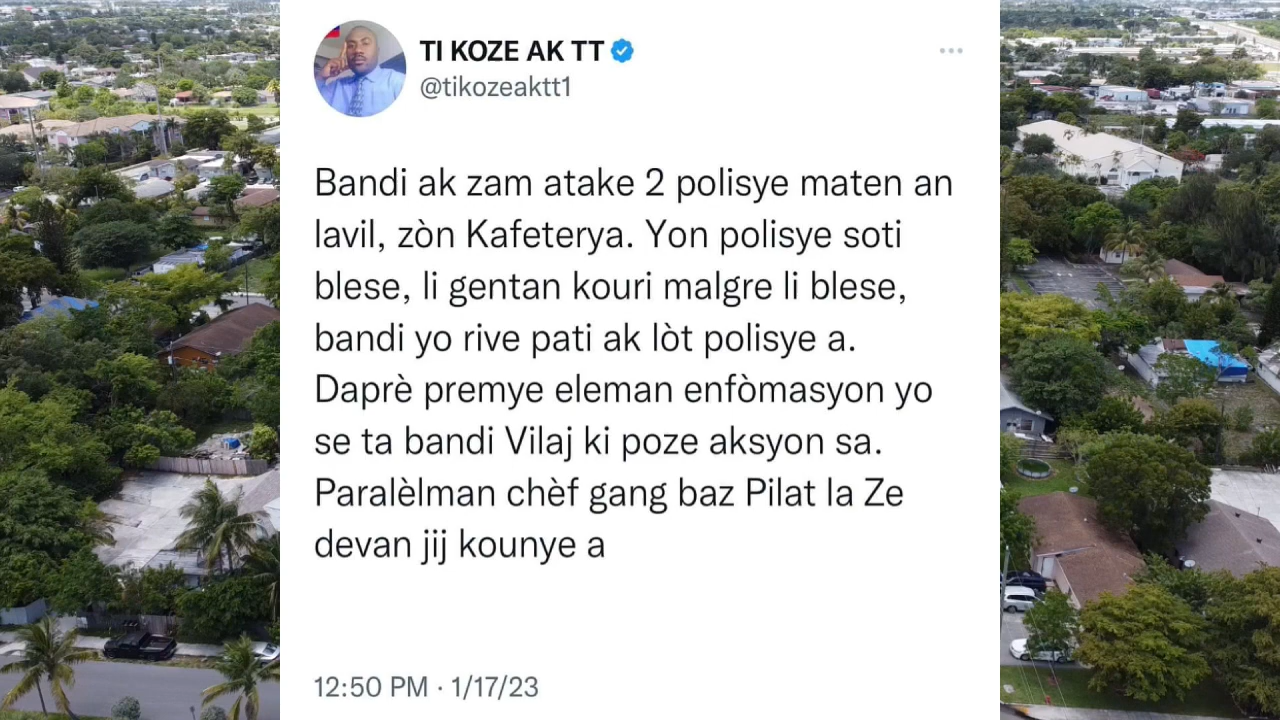 TI KOZE AK TT
@tikozeaktt1
Bandi ak zam atake 2 polisye maten an
lavil, zòn Kafeterya. Yon polisye soti
blese, li gentan kouri malgre li blese,
bandi yo rive pati ak lòt polisye a.
Daprè premye eleman enfòmasyon yo
se ta bandi Vilaj ki poze aksyon sa.
Paralèlman chèf gang baz Pilat la Ze
devan jij kounye a
12:50 PM · 1/17/23